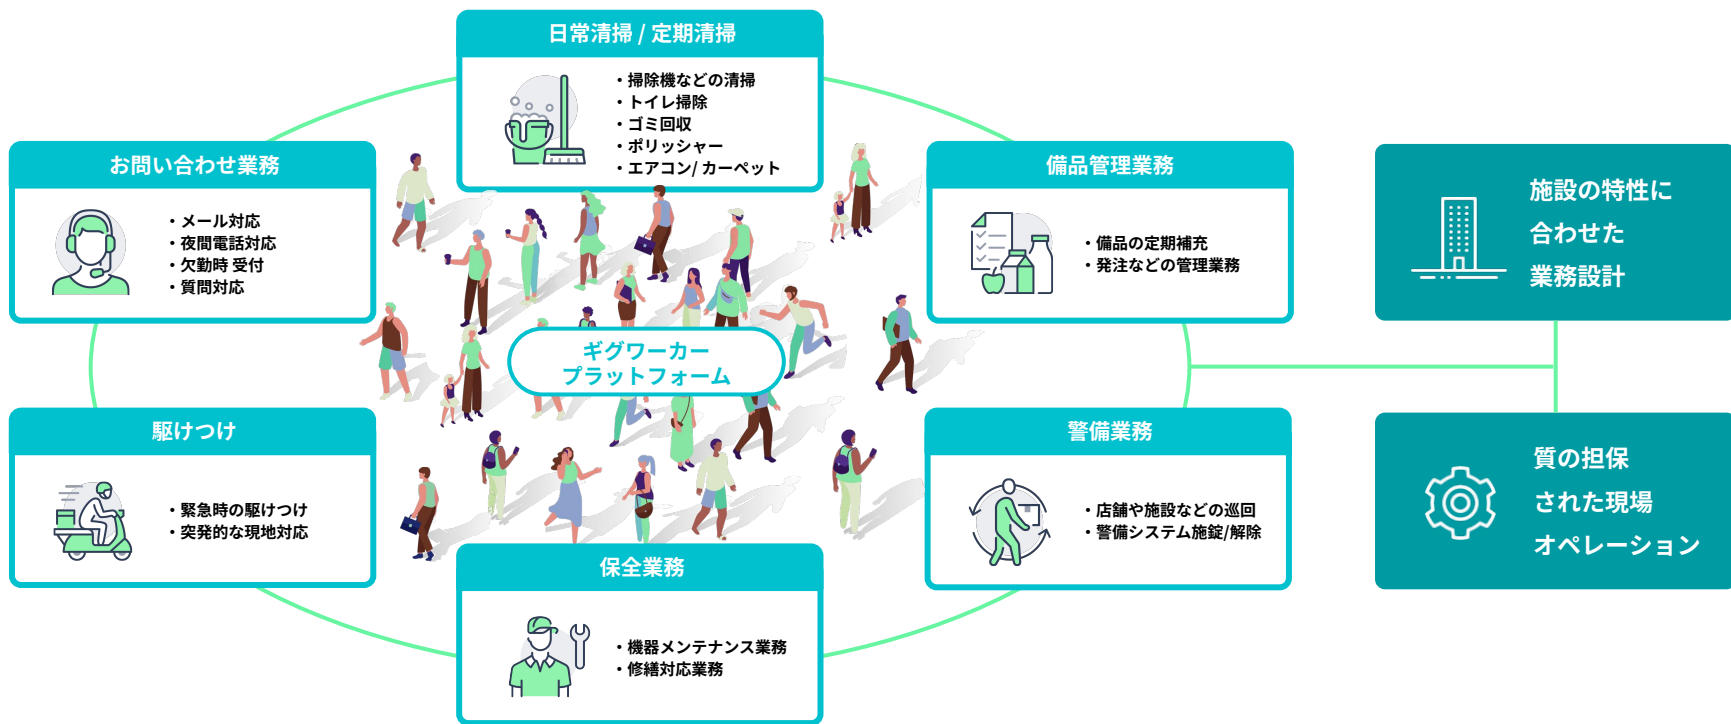 日常清掃 / 定期清掃
・掃除機などの清掃
・トイレ掃除
・ゴミ回収
・ポリッシャー
・エアコン/ カーペット
お問い合わせ業務
・メール対応
・夜間電話対応
・欠勤時 受付
・質問対応
備品管理業務
・備品の定期補充
・発注などの管理業務
施設の特性に
合わせた
業務設計
ギグワーカー
プラットフォーム
駆けつけ
・緊急時の駆けつけ
・突発的な現地対応
警備業務
・店舗や施設などの巡回
・警備システム施錠/解除
質の担保
された現場
オペレーション
保全業務
・機器メンテナンス業務
・修繕対応業務